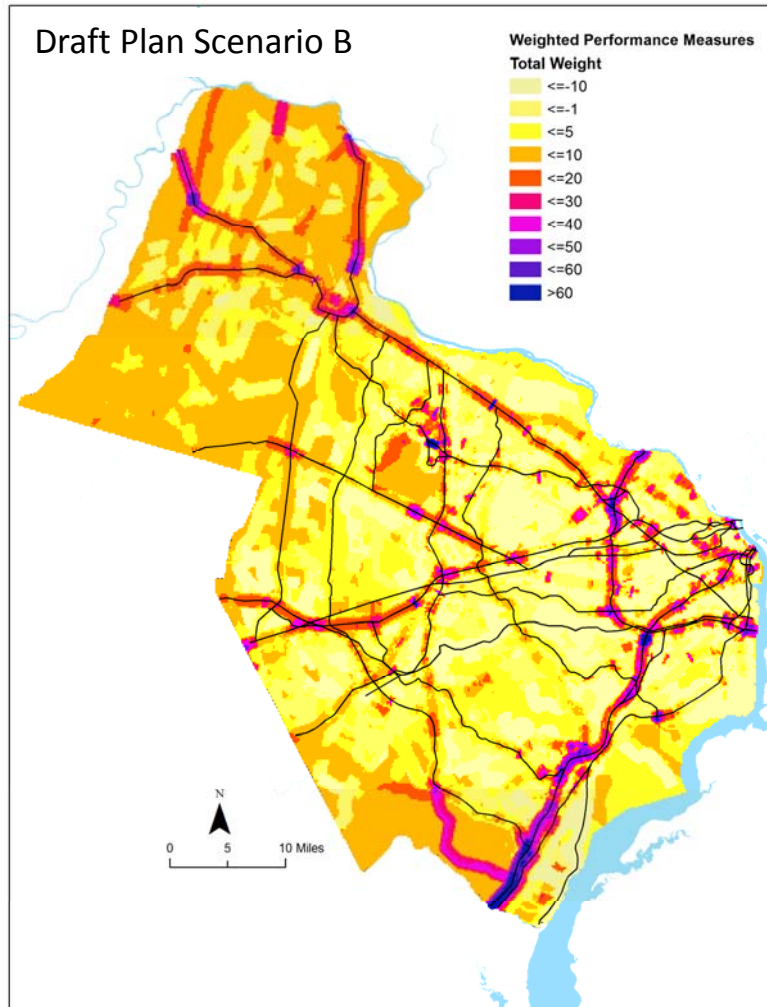 Draft Plan Scenario B
Weighted Performance Measures
Total Weight
<=-10
<=-1
<=5
<=10
<=20
<=30
<=40
<=50
<=60
>60
N
0 5 10 Miles